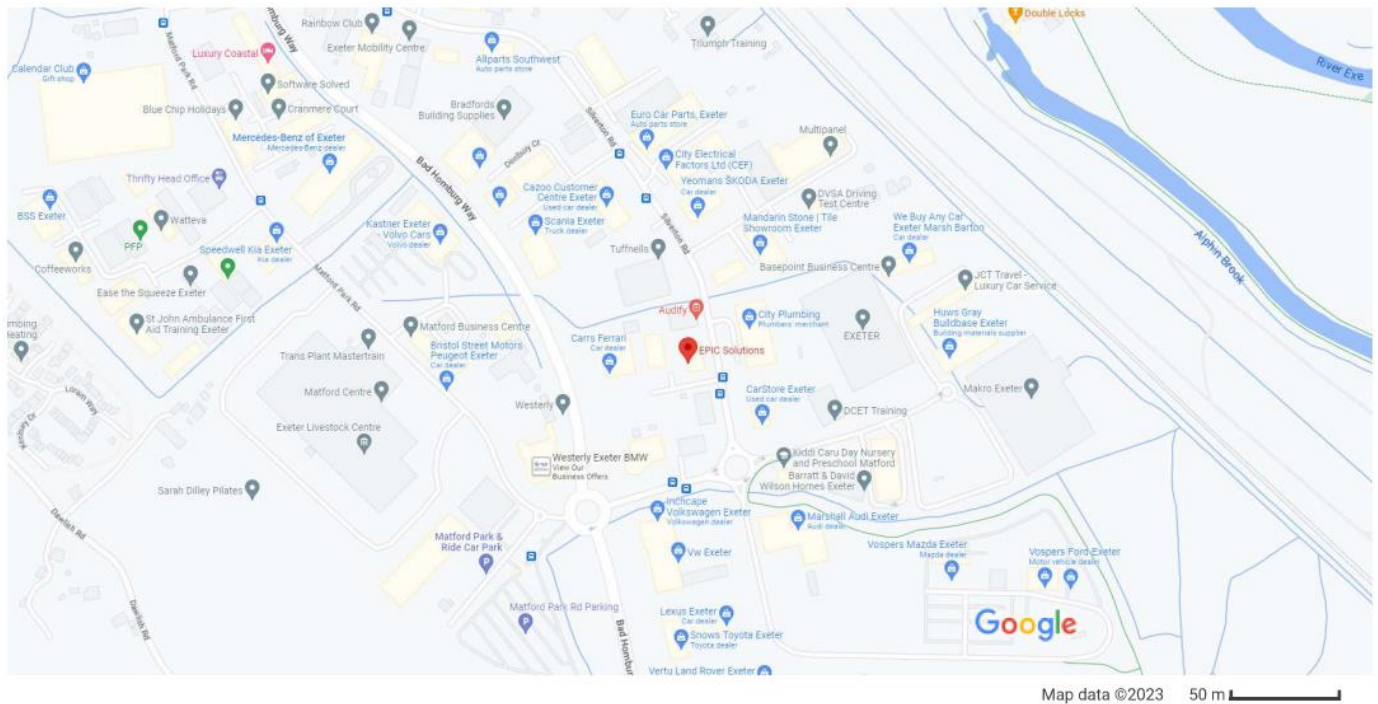 Double Locks
River Exe
Rainbow Club
Exeter Mobility Centre
Bad Homburg Way
Matford Park Rd
Luxury Coastal
Triumph Training
Allparts Southwest
Auto parts store
Calendar Club
Gift shop
Software Solved
Cranmere Court
Blue Chip Holidays
Bradfords
Building Supplies
Silverton Rd
Euro Car Parts, Exeter
Auto parts store
Multipanel
Mercedes-Benz of Exeter
Mercedes-Benz dealer
Denbury Ct
City Electrical
Factors Ltd (CEF)
Bad Homburg Way
Thrifty Head Office
Cazoo Customer
Centre Exeter
Used car dealer
Yeomans ŠKODA Exeter
Car dealer
DVSA Driving
Test Centre
BSS Exeter
Watteva
PFP
Kastner Exeter
- Volvo Cars
Volvo dealer
Scania Exeter
Truck dealer
Silverton Rd
Mandarin Stone | Tile
Showroom Exeter
We Buy Any Car
Exeter Marsh Barton
Car dealer
Alphin Brook
Speedwell Kia Exeter
Kia dealer
Tuffnells
Coffeeworks
Basepoint Business Centre
JCT Travel -
Luxury Car Service
Ease the Squeeze Exeter
Matford Park Rd
Audify
City Plumbing
Plumbers' merchant
EXETER
Huws Gray
Buildbase Exeter
Building materials supplier
St John Ambulance First
Aid Training Exeter
Matford Business Centre
Bristol Street Motors
Peugeot Exeter
Car dealer
Carrs Ferrari
Car dealer
EPIC Solutions
Trans Plant Mastertrain
Matford Centre
CarStore Exeter
Used car dealer
Makro Exeter
Loram Way
Westerly
DCET Training
Exeter Livestock Centre
Westerly Exeter BMW
View Our
Business Offers
Kiddi Caru Day Nursery
and Preschool Matford
Barratt & David
Wilson Homes Exeter
Sarah Dilley Pilates
Inchcape
Volkswagen Exeter
Volkswagen dealer
Marshall Audi Exeter
Audi dealer
Dawlish Rd
Matford Park &
Ride Car Park
Vw Exeter
Vospers Mazda Exeter
Mazda dealer
Vospers Ford Exeter
Motor vehicle dealer
Matford Park Rd Parking
Lexus Exeter
Car dealer
Dawlish Rd
Snows Toyota Exeter
Toyota dealer
Google
Vertu Land Rover Exeter
Map data ©2023 50 m